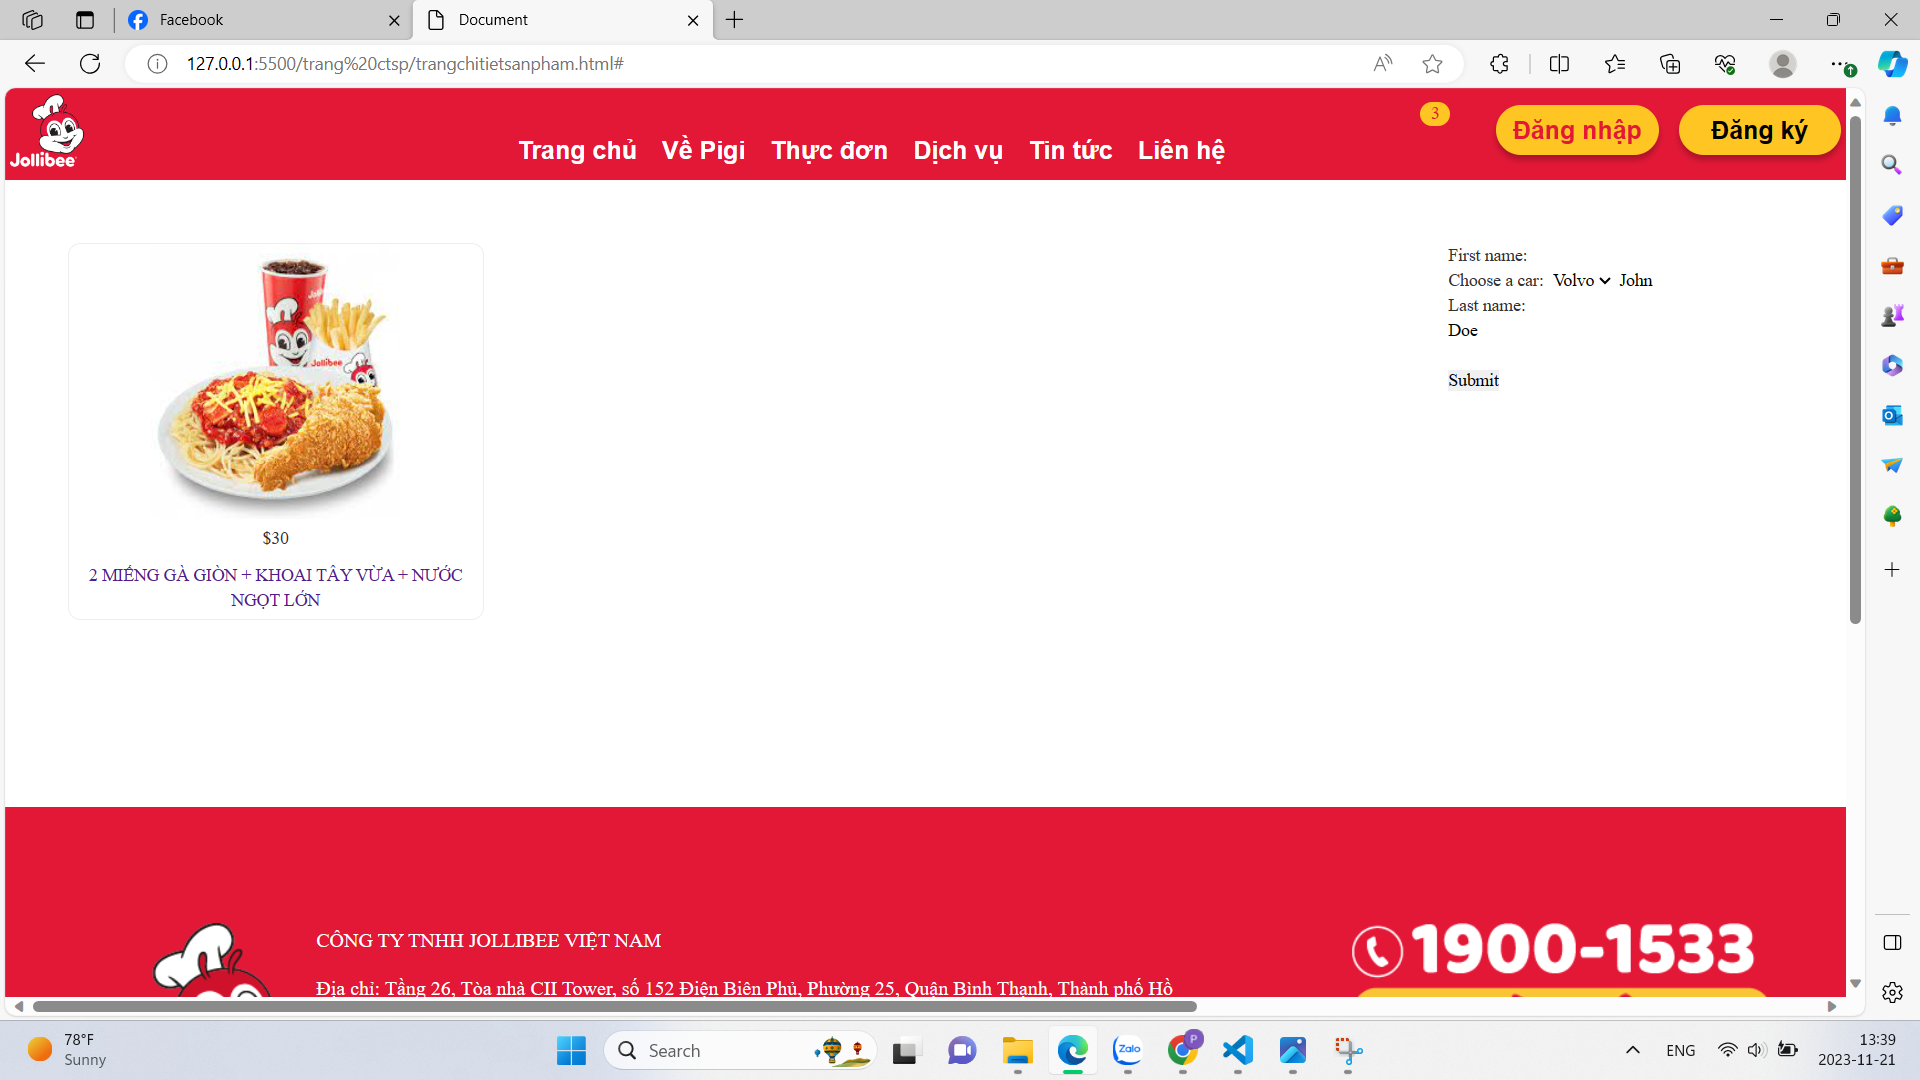 Facebook
Document
127.0.0.1:5500/trang%20ctsp/trangchitietsanpham.html#
Jollibee
Trang chủ Về Pigi Thực đơn Dịch vụ Tin tức Liên hệ
3
Đăng nhập
Đăng ký
Jollibee
$30
2 MIẾNG GÀ GIÒN + KHOAI TÂY VỪA + NƯỚC
NGỌT LỚN
First name:
Choose a car: Volvo John
Last name:
Doe
Submit
CÔNG TY TNHH JOLLIBEE VIỆT NAM
Địa chỉ: Tầng 26, Tòa nhà CII Tower, số 152 Điện Biên Phủ, Phường 25, Quận Bình Thạnh, Thành phố Hồ
1900-1533
78°F
Sunny
Search
Zalo
P
ENG
13:39
2023-11-21